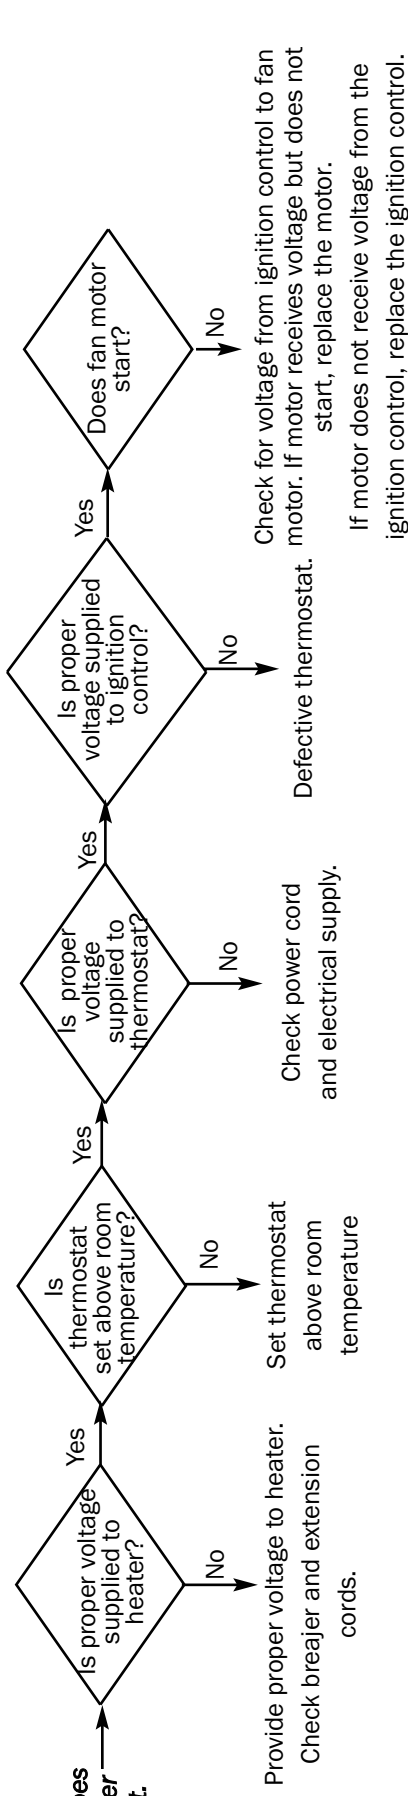 Is proper voltage
supplied to
heater?
Yes
No
Provide proper voltage to heater.
Check breajer and extension
cords.
Is
thermostat
set above room
temperature?
Yes
No
Set thermostat
above room
temperature
Is proper
voltage
supplied to
thermostat?
Yes
No
Check power cord
and electrical supply.
Is proper
voltage supplied
to ignition
control?
Yes
No
Defective thermostat.
Does fan motor
start?
No
Check for voltage from ignition control to fan
motor. If motor receives voltage but does not
start, replace the motor.
If motor does not receive voltage from the
ignition control, replace the ignition control.